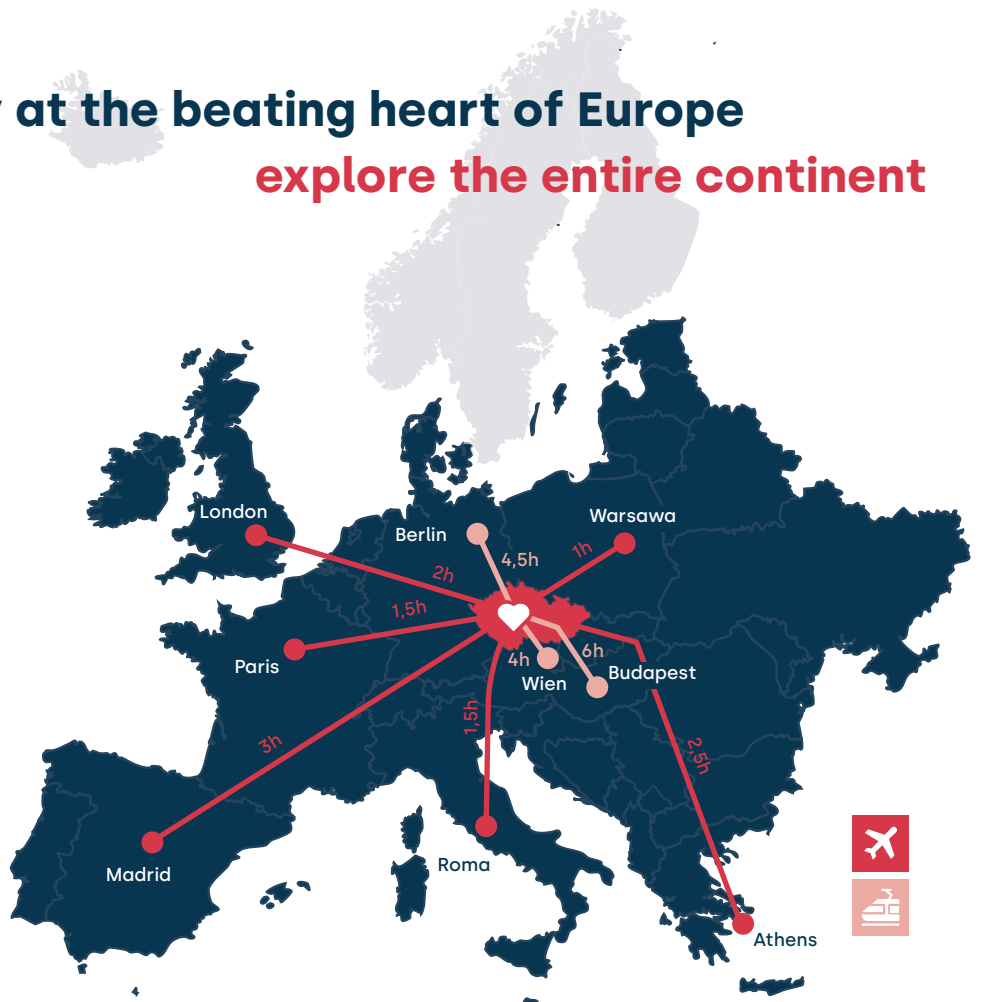 at the beating heart of Europe
explore the entire continent
London
Warsawa
Berlin
4,5h
1h
2h
1,5h
Paris
4h
6h
Wien
Budapest
1,5h
3h
2,5h
Madrid
Roma
Athens